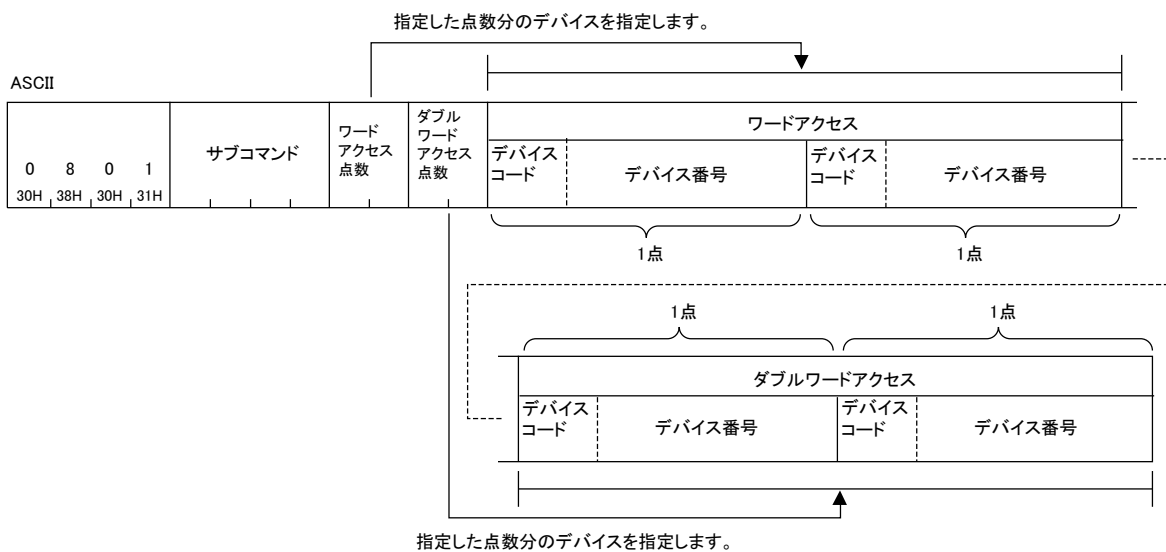 指定した点数分のデバイスを指定します。
ASCII
0 8 0 1
30H 38H 30H 31H
サブコマンド
ワード
アクセス
点数
ダブル
ワード
アクセス
点数
ワードアクセス
デバイス
コード
デバイス番号
デバイス
コード
デバイス番号
1点
1点
1点
1点
ダブルワードアクセス
デバイス
コード
デバイス番号
デバイス
コード
デバイス番号
指定した点数分のデバイスを指定します。